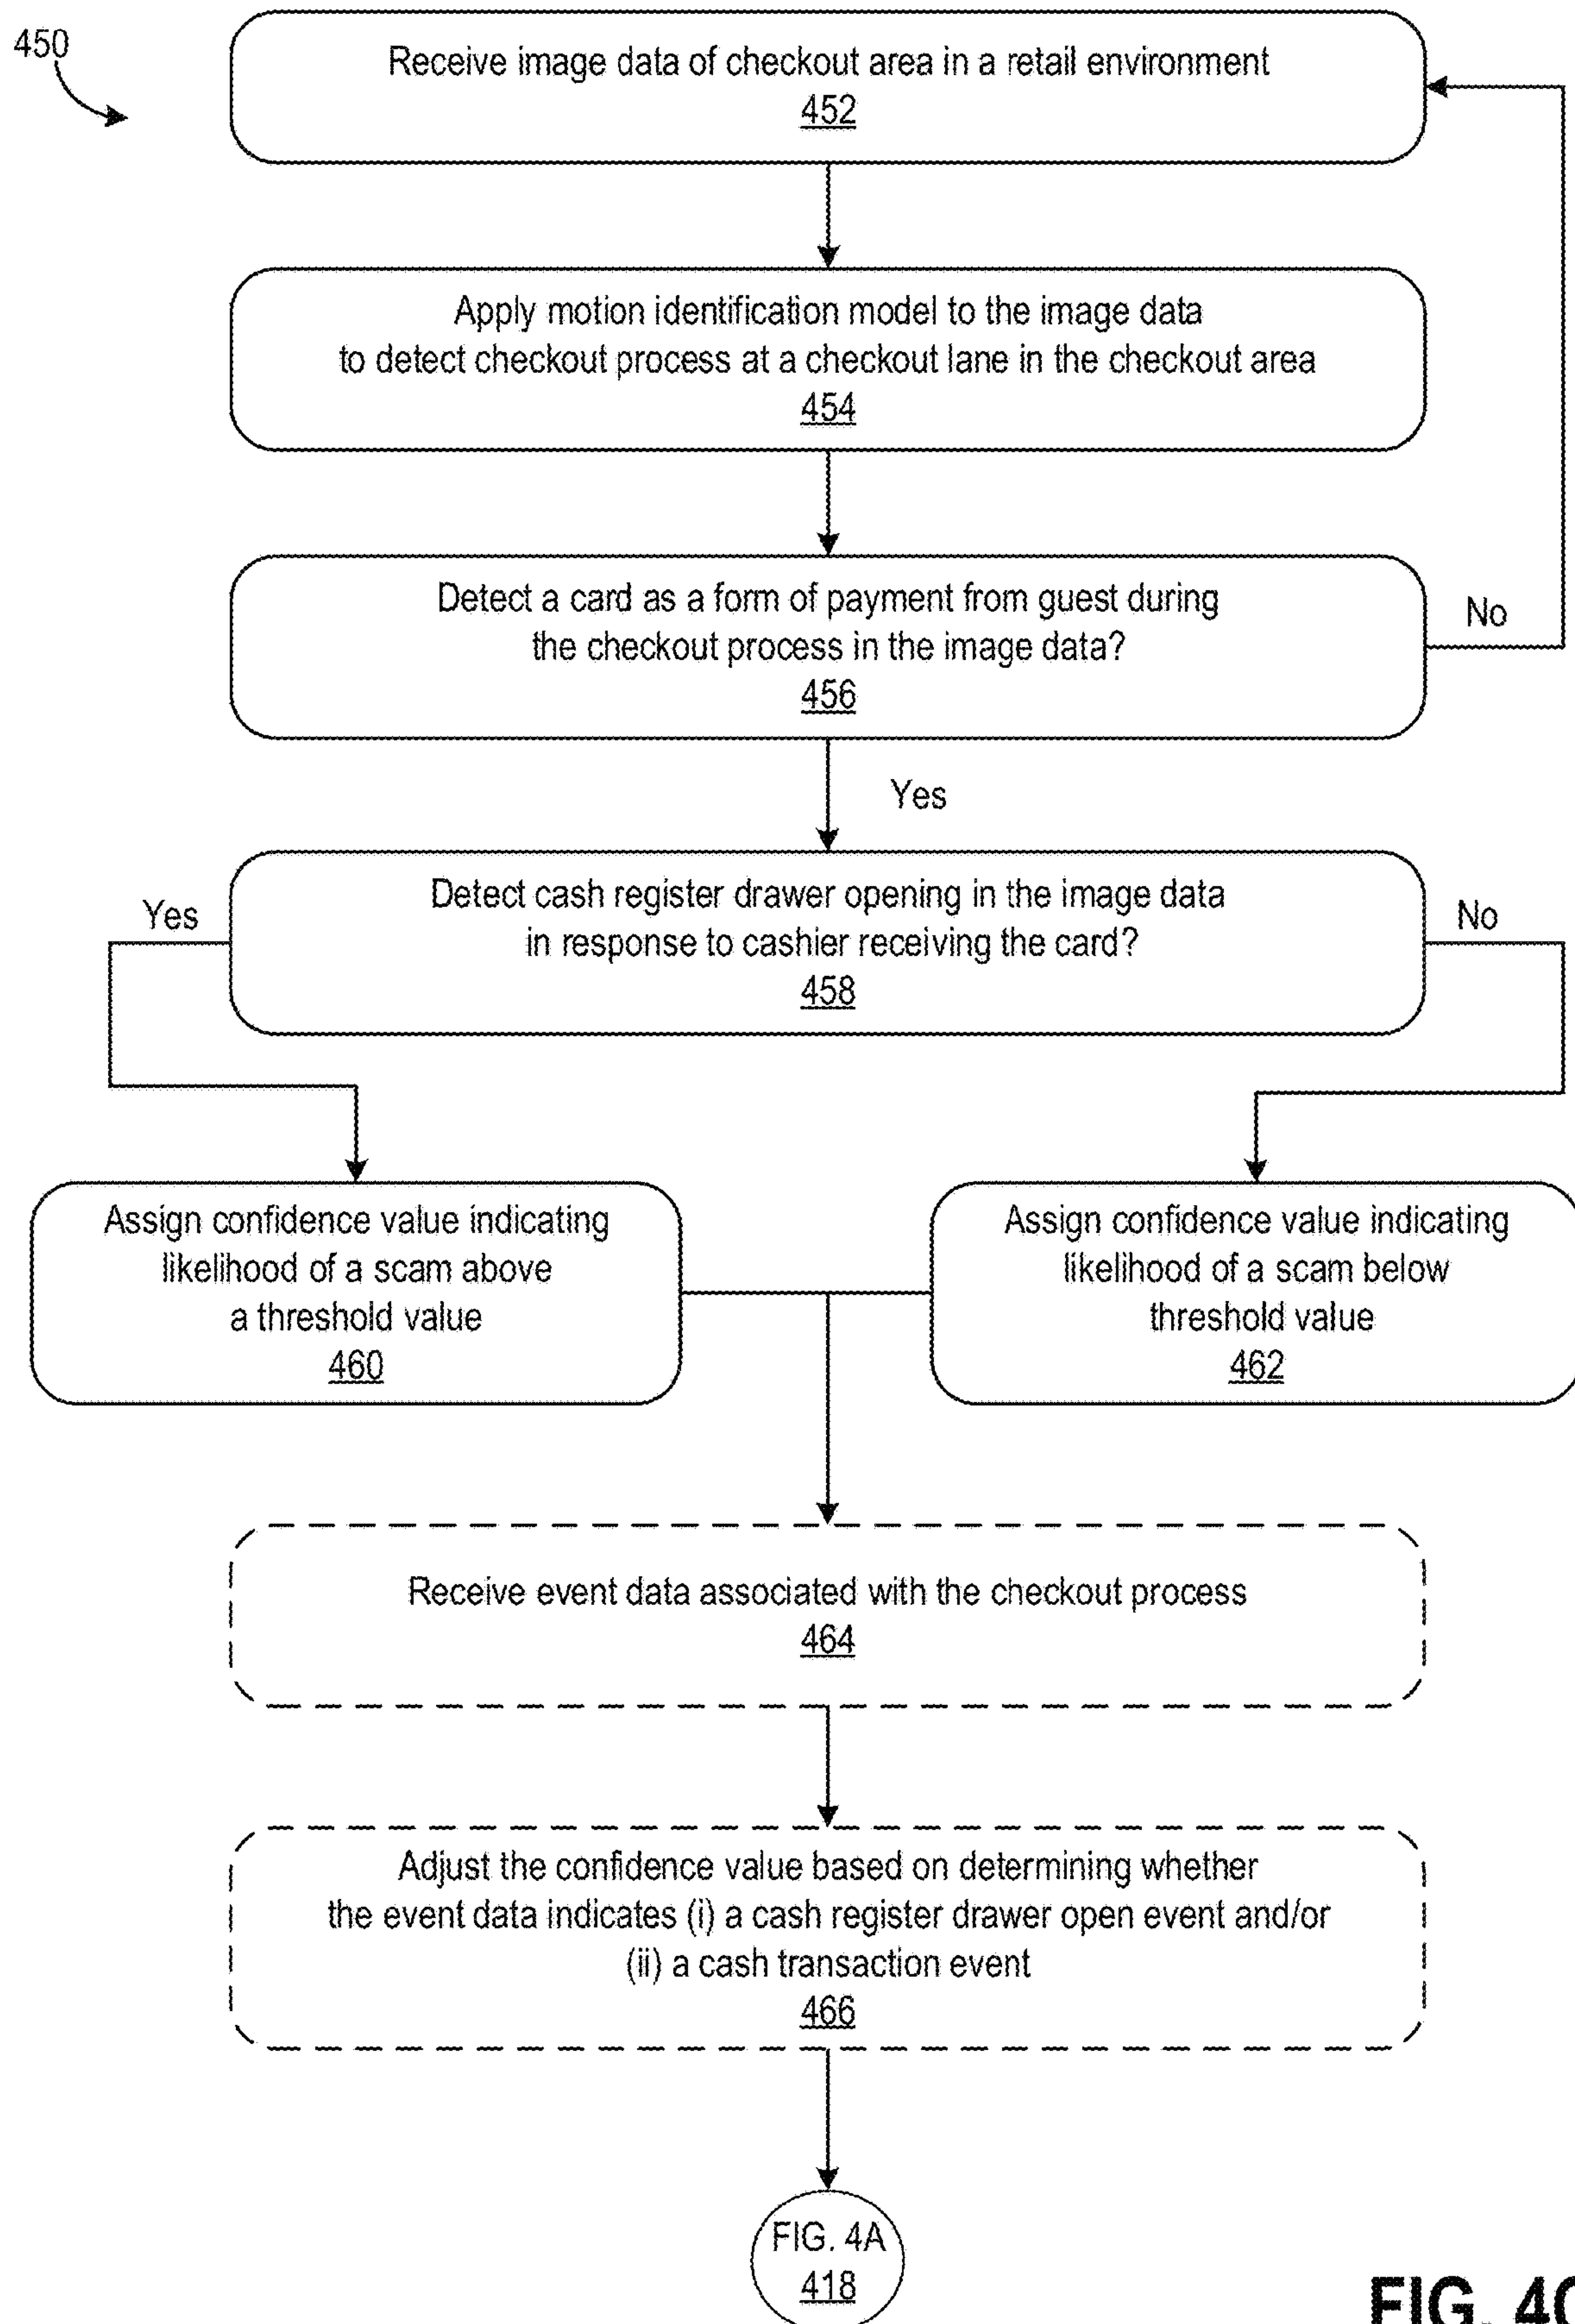 450
Receive image data of checkout area in a retail environment
452
Apply motion identification model to the image data
to detect checkout process at a checkout lane in the checkout area
454
Detect a card as a form of payment from guest during
the checkout process in the image data?
456
No
Yes
Detect cash register drawer opening in the image data
in response to cashier receiving the card?
458
Yes
No
Assign confidence value indicating
likelihood of a scam above
a threshold value
460
Assign confidence value indicating
likelihood of a scam below
threshold value
462
Receive event data associated with the checkout process
464
Adjust the confidence value based on determining whether
the event data indicates (i) a cash register drawer open event and/or
(ii) a cash transaction event
466
FIG. 4A
418
FIG.